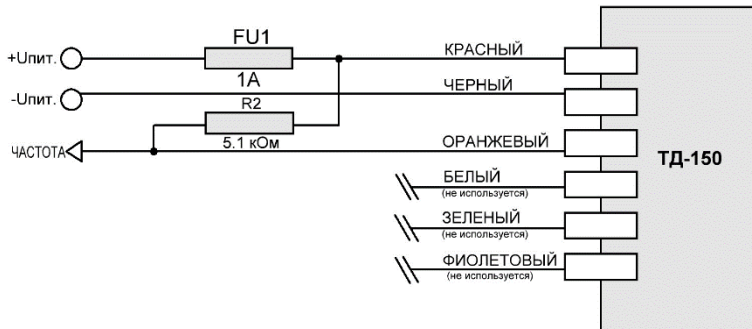 FU1
КРАСНЫЙ
+Uпит.
1А
ЧЕРНЫЙ
-Uпит.
R2
5.1 кОм
ОРАНЖЕВЫЙ
ЧАСТОТА
ТД-150
БЕЛЫЙ
(не используется)
ЗЕЛЕНЫЙ
(не используется)
ФИОЛЕТОВЫЙ
(не используется)